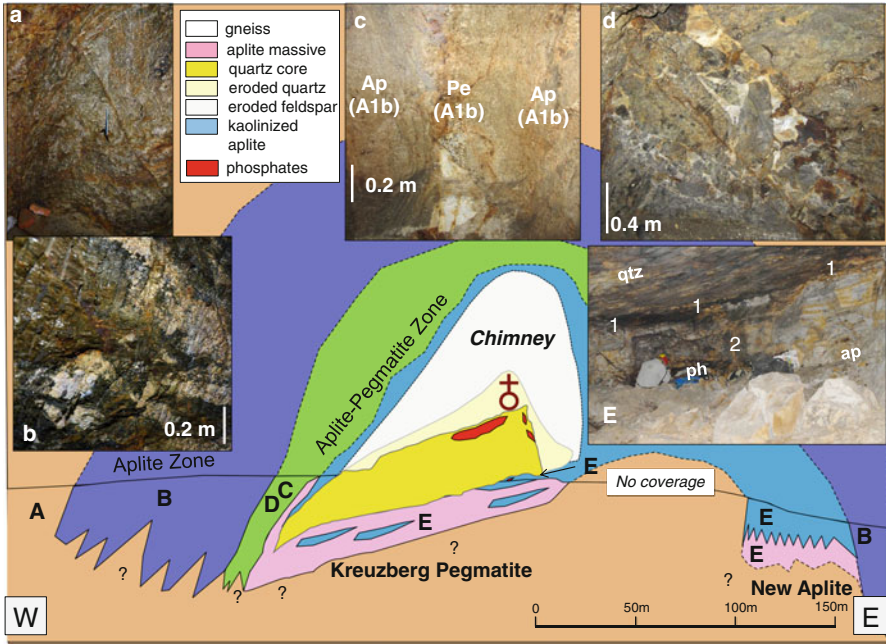 a
gneiss
aplite massive
quartz core
eroded quartz
eroded feldspar
kaolinized
aplite
phosphates
c
Ap
(A1b)
Pe
(A1b)
Ap
(A1b)
0.2 m
d
0.4 m
b
0.2 m
qtz
1
1
1
2
ph
ap
E
Aplite Zone
Aplite-Pegmatite Zone
Chimney
A
B
C
D
E
E
No coverage
E
B
E
?
?
?
?
?
Kreuzberg Pegmatite
New Aplite
W
0
50m
100m
150m
E